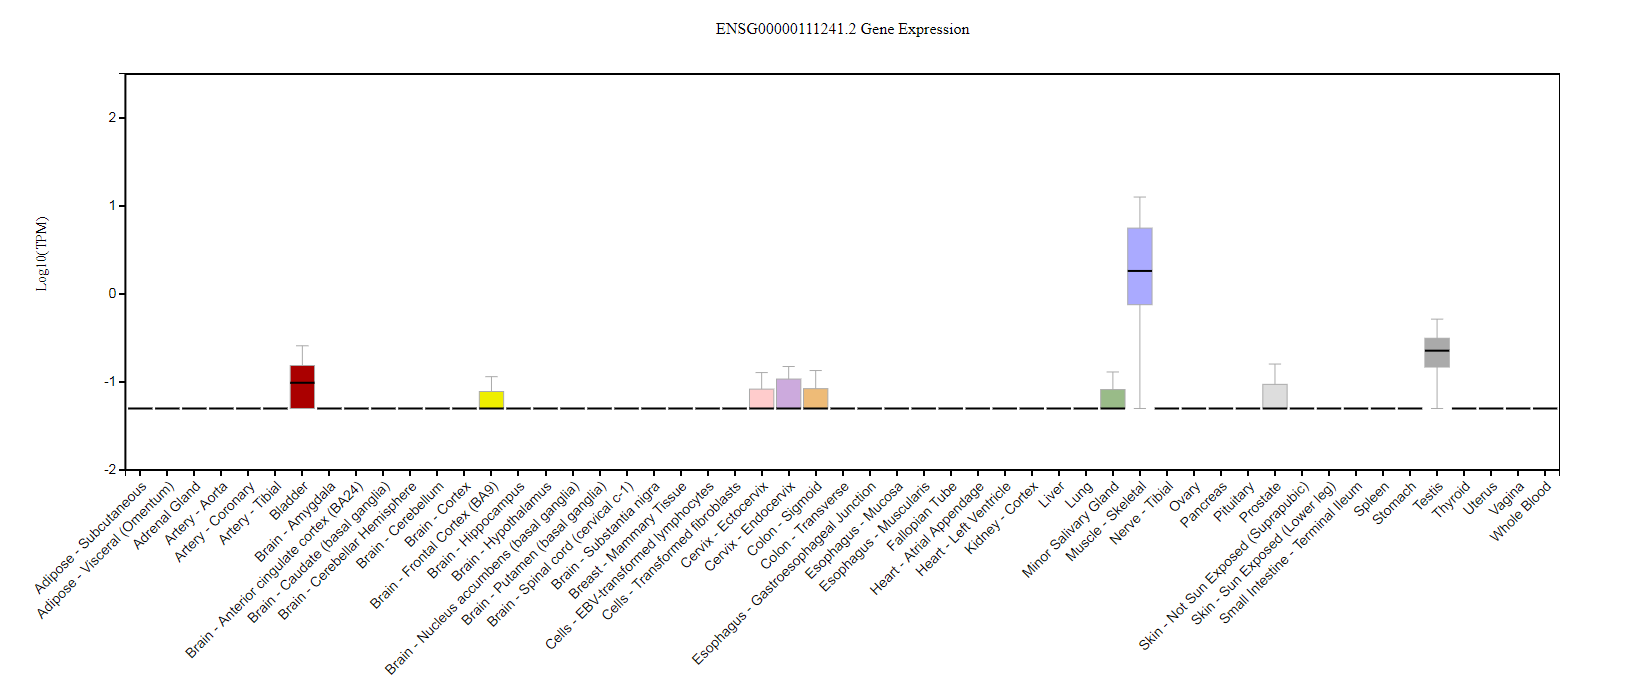 ENSG00000111241.2 Gene Expression
Log10(TPM)
2
1
0
-1
-2
Adipose - Subcutaneous
Adipose - Visceral (Omentum)
Adrenal Gland
Artery - Aorta
Artery - Coronary
Artery - Tibial
Bladder
Brain - Amygdala
Brain - Anterior cingulate cortex (BA24)
Brain - Caudate (basal ganglia)
Brain - Cerebellar Hemisphere
Brain - Cerebellum
Brain - Cortex
Brain - Frontal Cortex (BA9)
Brain - Hippocampus
Brain - Hypothalamus
Brain - Nucleus accumbens (basal ganglia)
Brain - Putamen (basal ganglia)
Brain - Spinal cord (cervical c-1)
Brain - Substantia nigra
Breast - Mammary Tissue
Cells - EBV-transformed lymphocytes
Cells - Transformed fibroblasts
Cervix - Ectocervix
Cervix - Endocervix
Colon - Sigmoid
Colon - Transverse
Esophagus - Gastroesophageal Junction
Esophagus - Mucosa
Esophagus - Muscularis
Fallopian Tube
Heart - Atrial Appendage
Heart - Left Ventricle
Kidney - Cortex
Liver
Lung
Minor Salivary Gland
Muscle - Skeletal
Nerve - Tibial
Ovary
Pancreas
Pituitary
Prostate
Skin - Not Sun Exposed (Suprapubic)
Skin - Sun Exposed (Lower leg)
Small Intestine - Terminal Ileum
Spleen
Stomach
Testis
Thyroid
Uterus
Vagina
Whole Blood